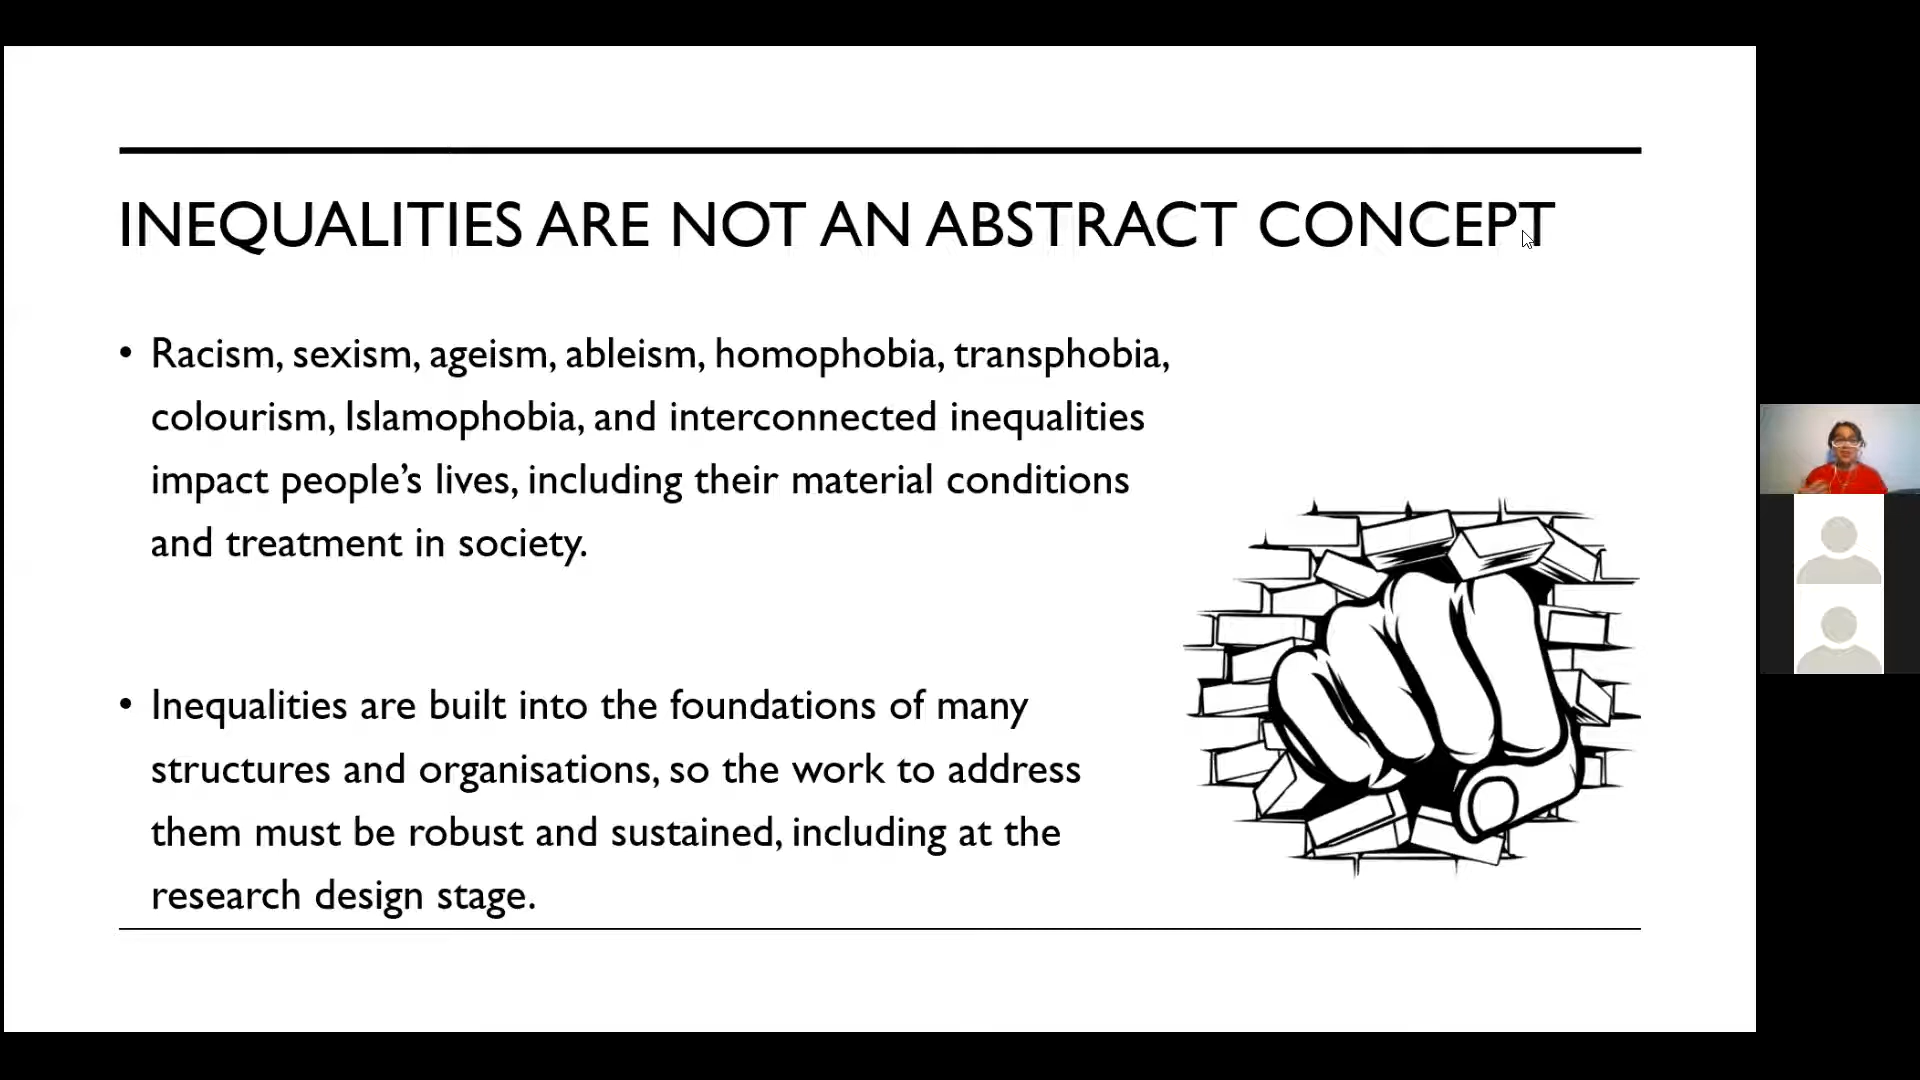 INEQUALITIES ARE NOT AN ABSTRACT CONCEPT
• Racism, sexism, ageism, ableism, homophobia, transphobia,
colourism, Islamophobia, and interconnected inequalities
impact people’s lives, including their material conditions
and treatment in society.
• Inequalities are built into the foundations of many
structures and organisations, so the work to address
them must be robust and sustained, including at the
research design stage.